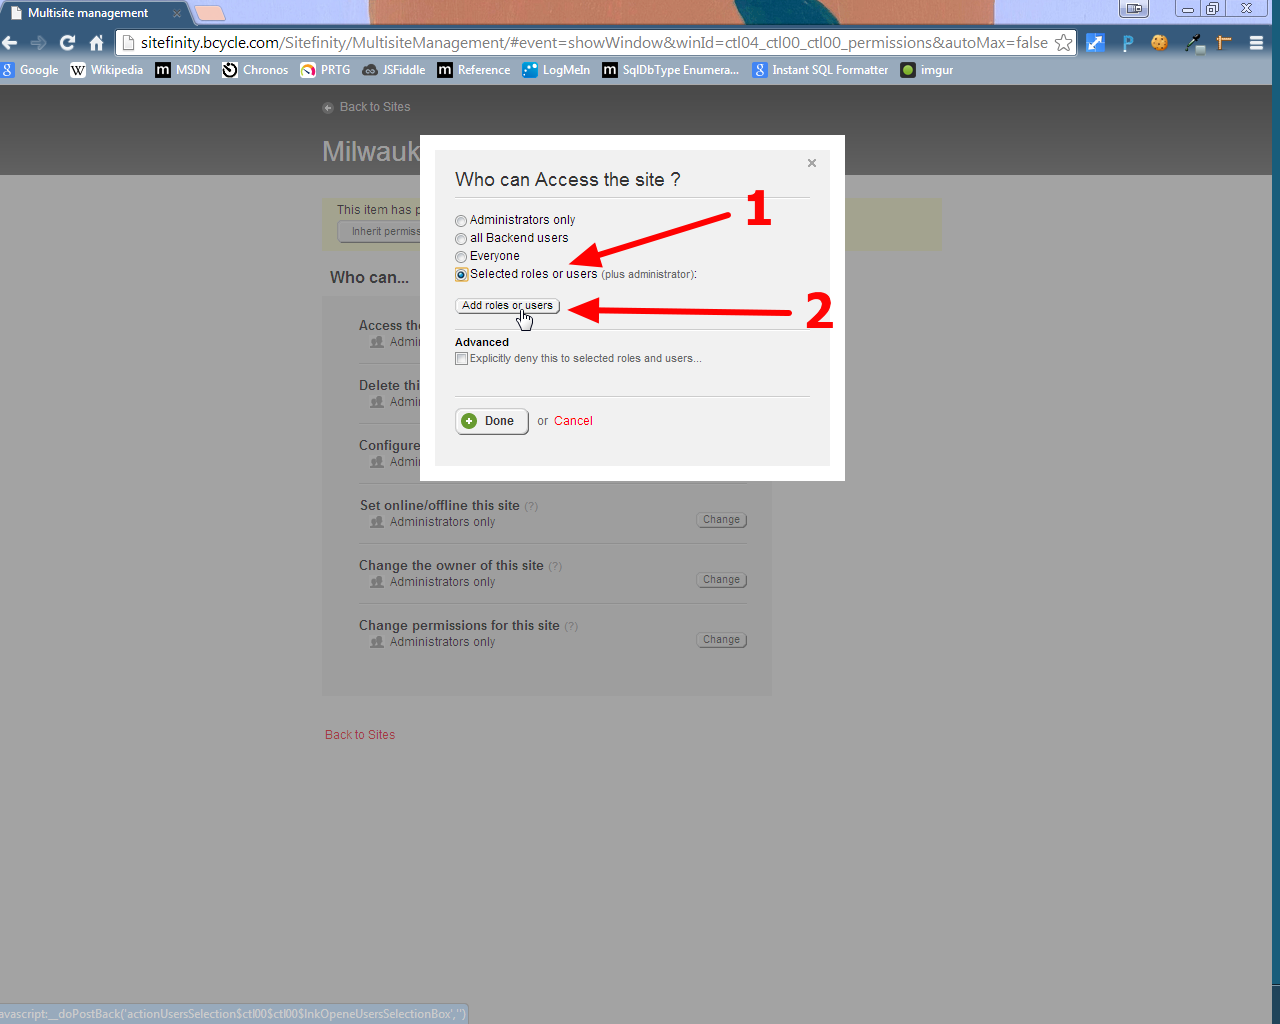 Multisite management
sitefinity.bcycle.com/Sitefinity/MultisiteManagement/#event=showWindow&winId=ctl04_ctl00_ctl00_permissions&autoMax=false
Google Wikipedia MSDN Chronos PRTG JSFiddle Reference LogMeIn SqlDbType Enumera... Instant SQL Formatter imgur
Back to Sites
Milwauk
This item has p
Inherit permiss
Who can...
Access the
Admi
Delete thi
Admi
Configure
Admi
Set online/offline this site (?)
Administrators only
Change
Change the owner of this site (?)
Administrators only
Change
Change permissions for this site (?)
Administrators only
Change
Back to Sites
Who can Access the site ?
Administrators only
all Backend users
Everyone
Selected roles or users (plus administrator):
Add roles or users
Advanced
Explicitly deny this to selected roles and users...
Done or Cancel
1
2
avascript:__doPostBack('actionUsersSelection$ctl00$ctl00$lnkOpeneUsersSelectionBox','')